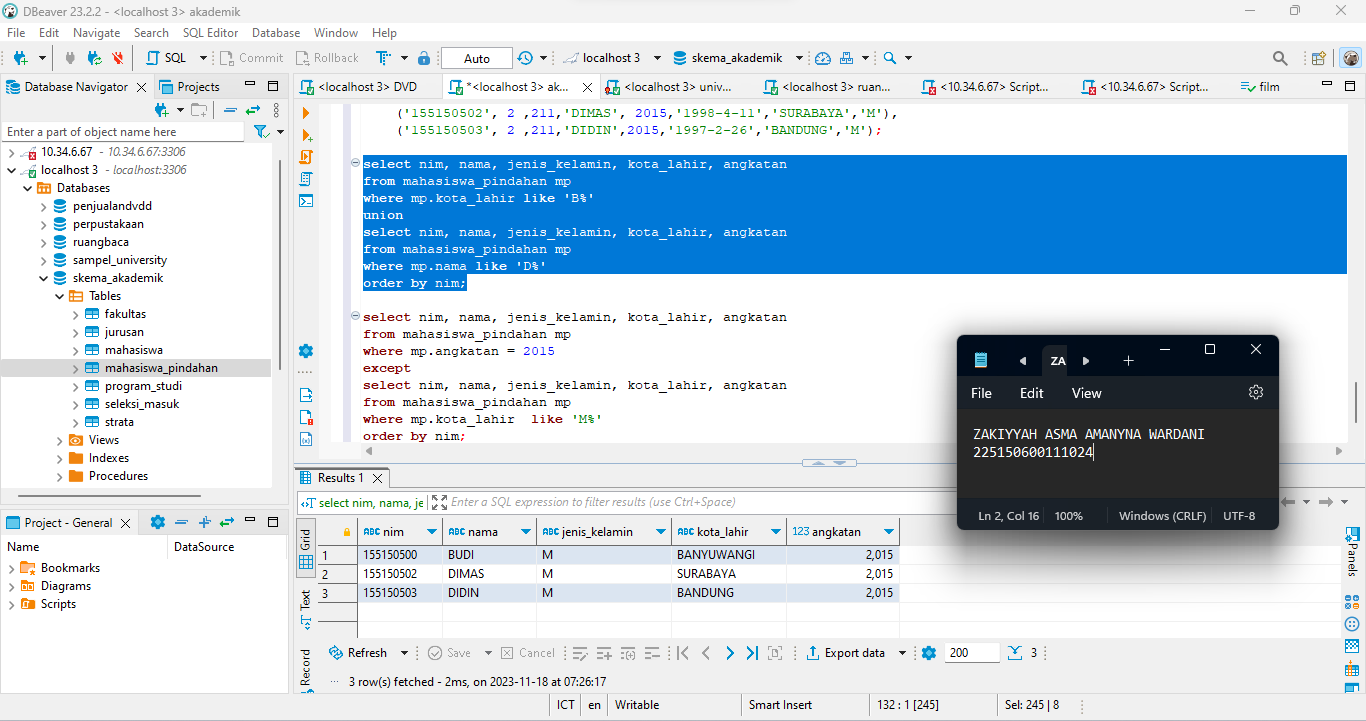 DBeaver 23.2.2 - <localhost 3> akademik
File Edit Navigate Search SQL Editor Database Window Help
SQL Commit Rollback Auto localhost 3 skema_akademik
Database Navigator Projects
<localhost 3> DVD *<localhost 3> ak... <localhost 3> univ... <localhost 3> ruan... <10.34.6.67> Script... <10.34.6.67> Script... film
Enter a part of object name here
10.34.6.67 - 10.34.6.67:3306
localhost 3 - localhost:3306
Databases
penjualandvdd
perpustakaan
ruangbaca
sampel_university
skema_akademik
Tables
fakultas
jurusan
mahasiswa
mahasiswa_pindahan
program_studi
seleksi_masuk
strata
Views
Indexes
Procedures
('155150502', 2 ,211,'DIMAS', 2015,'1998-4-11','SURABAYA','M'),
('155150503', 2 ,211,'DIDIN',2015,'1997-2-26','BANDUNG','M');
select nim, nama, jenis_kelamin, kota_lahir, angkatan
from mahasiswa_pindahan mp
where mp.kota_lahir like 'B%'
union
select nim, nama, jenis_kelamin, kota_lahir, angkatan
from mahasiswa_pindahan mp
where mp.nama like 'D%'
order by nim;
select nim, nama, jenis_kelamin, kota_lahir, angkatan
from mahasiswa_pindahan mp
where mp.angkatan = 2015
except
select nim, nama, jenis_kelamin, kota_lahir, angkatan
from mahasiswa_pindahan mp
where mp.kota_lahir  like 'M%'
order by nim;
ZA
File Edit View
ZAKIYYAH ASMA AMANYNA WARDANI
225150600111024
Ln 2, Col 16 100% Windows (CRLF) UTF-8
Project - General
Name DataSource
Bookmarks
Diagrams
Scripts
Results 1
select nim, nama, je Enter a SQL expression to filter results (use Ctrl+Space)
Grid
Text
Record
ABC nim ABC nama ABC jenis_kelamin ABC kota_lahir 123 angkatan
1 155150500 BUDI M BANYUWANGI 2,015
2 155150502 DIMAS M SURABAYA 2,015
3 155150503 DIDIN M BANDUNG 2,015
Panels
Refresh Save Cancel Export data 200 3
3 row(s) fetched - 2ms, on 2023-11-18 at 07:26:17
ICT en Writable Smart Insert 132 : 1 [245] Sel: 245 | 8